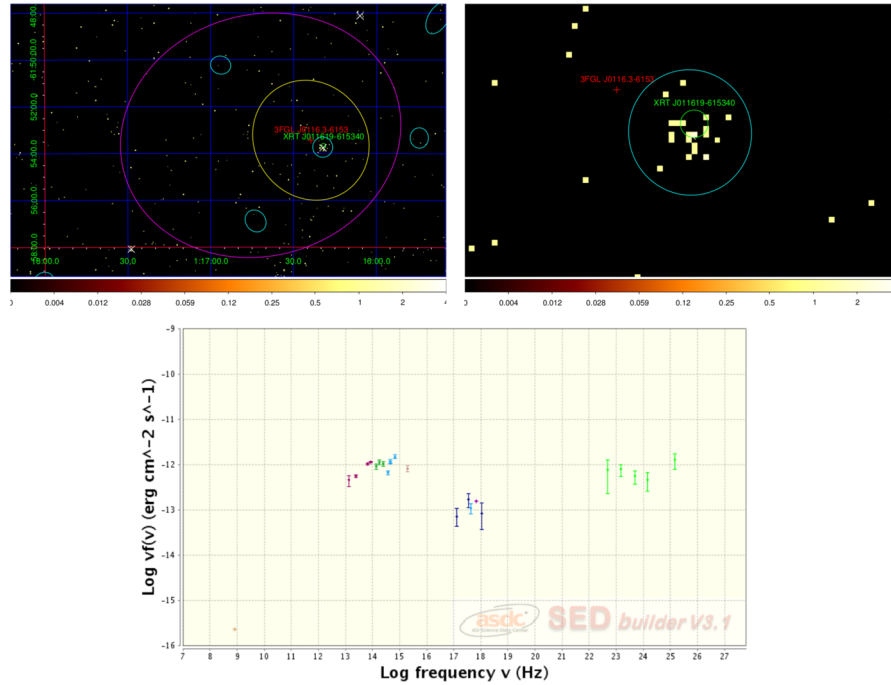 48:00.0
-61:50:00.0
52:00.0
54:00.0
56:00.0
58:00.0
3FGL J0116.3-6153
XRT J011619-615340
18:00.0
30.0
1:17:00.0
30.0
16:00.0
0.004 0.012 0.028 0.059 0.12 0.25 0.5 1 2
3FGL J0116.3-6153
XRT J011619-615340
0.004 0.012 0.028 0.059 0.12 0.25 0.5 1 2
Log νf(ν) (erg cm^-2 s^-1)
-9
-10
-11
-12
-13
-14
-15
-16
7 8 9 10 11 12 13 14 15 16 17 18 19 20 21 22 23 24 25 26 27
Log frequency ν (Hz)
asdc
SED builder V3.1